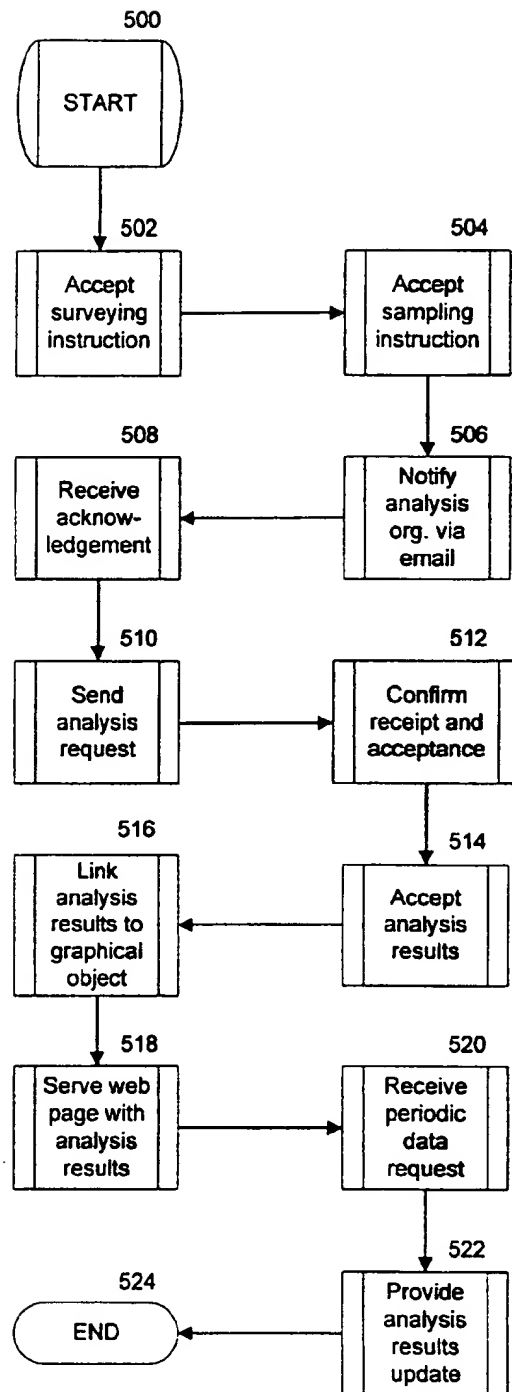 500
START
502
Accept
surveying
instruction
504
Accept
sampling
instruction
506
Notify
analysis
org. via
email
508
Receive
acknow-
ledgement
510
Send
analysis
request
512
Confirm
receipt and
acceptance
514
Accept
analysis
results
516
Link
analysis
results to
graphical
object
518
Serve web
page with
analysis
results
520
Receive
periodic
data
request
522
Provide
analysis
results
update
524
END